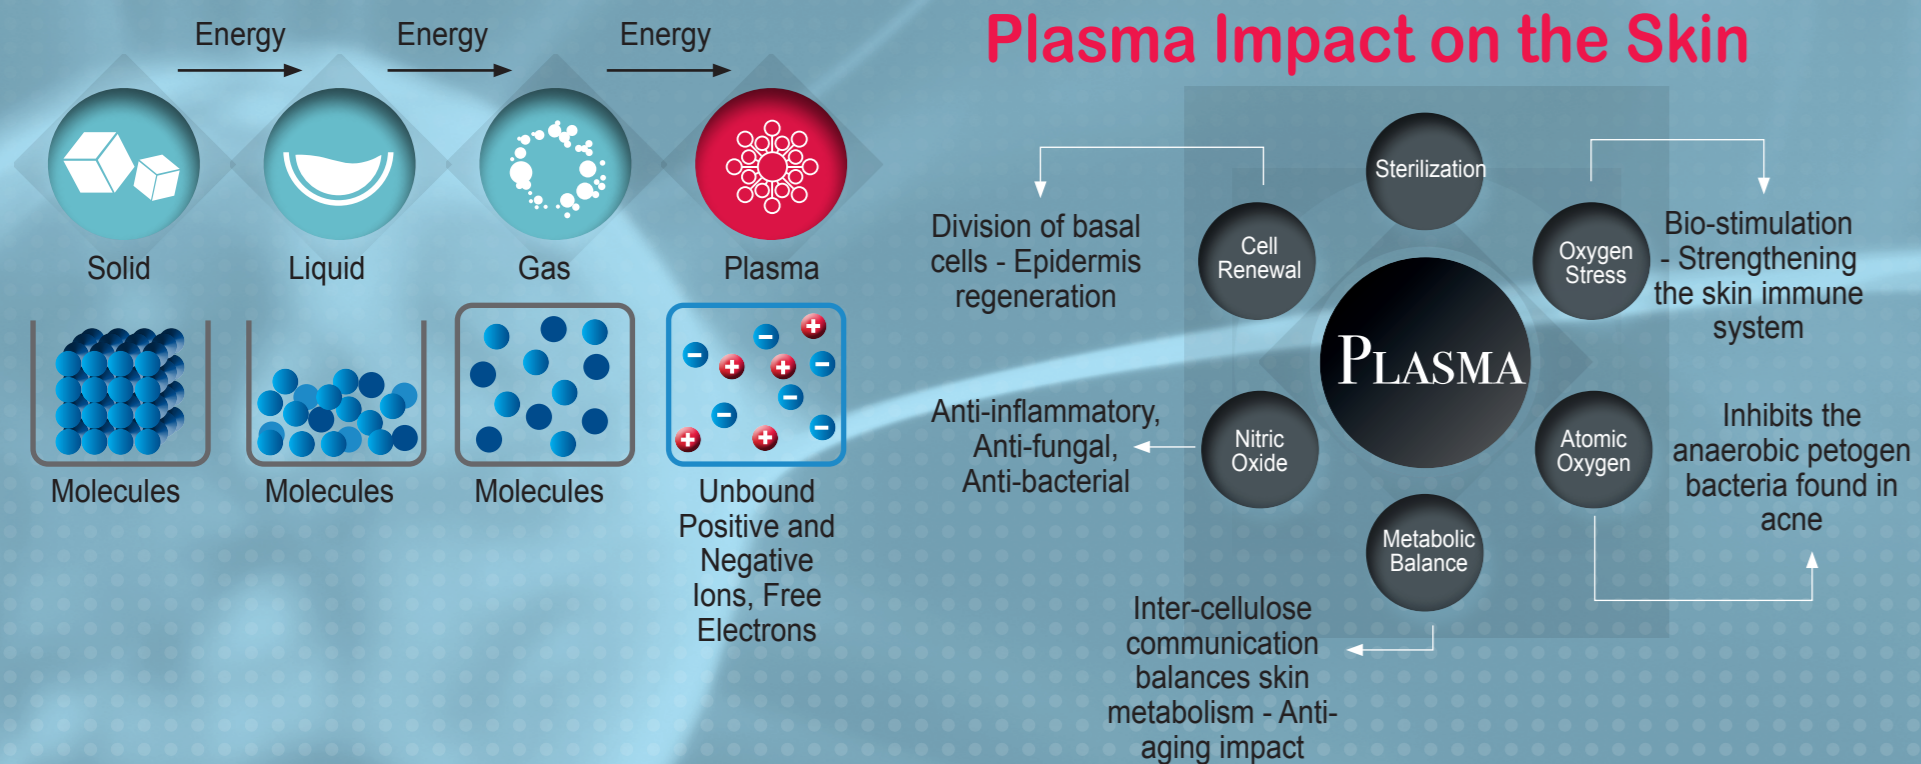 Energy
Energy
Energy
Solid
Liquid
Gas
Plasma
Molecules
Molecules
Molecules
Unbound
Positive and
Negative
Ions, Free
Electrons
Plasma Impact on the Skin
Sterilization
Cell
Renewal
Division of basal
cells - Epidermis
regeneration
Oxygen
Stress
Bio-stimulation
- Strengthening
the skin immune
system
PLASMA
Nitric
Oxide
Anti-inflammatory,
Anti-fungal,
Anti-bacterial
Atomic
Oxygen
Inhibits the
anaerobic petogen
bacteria found in
acne
Metabolic
Balance
Inter-cellulose
communication
balances skin
metabolism - Anti-
aging impact